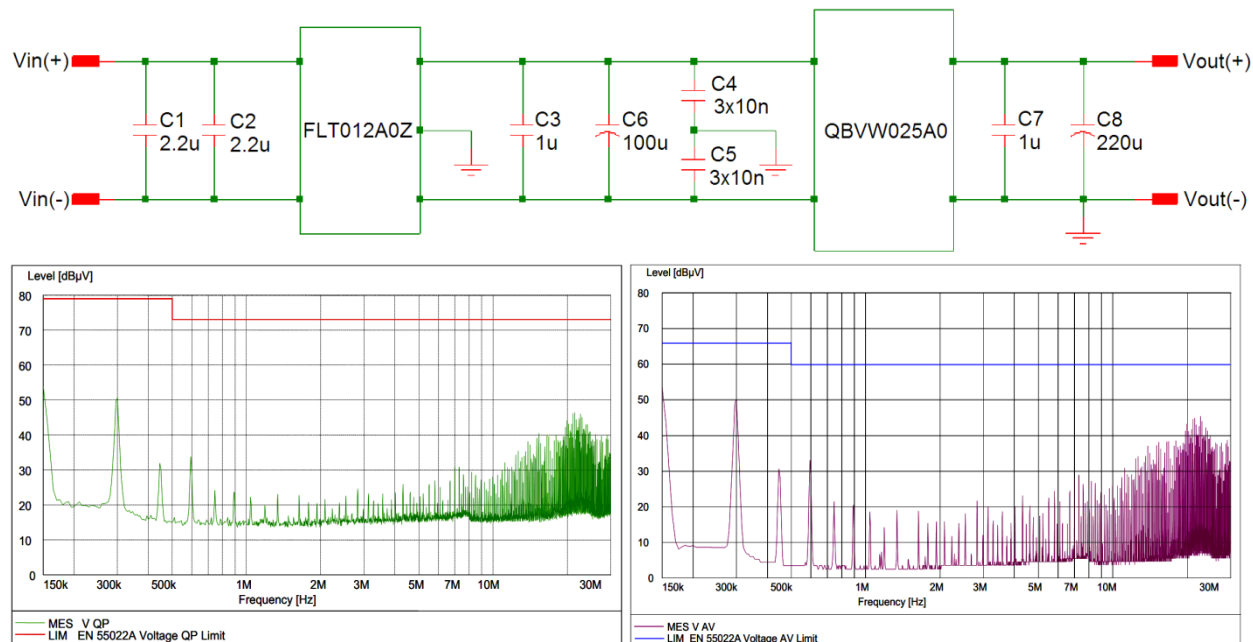 Vin(+)
Vin(-)
C1
2.2u
C2
2.2u
FLT012A0Z
C3
1u
C6
100u
C4
3x10n
C5
3x10n
QBVW025A0
C7
1u
C8
220u
Vout(+)
Vout(-)
Level [dBµV]
80
70
60
50
40
30
20
10
0
150k 300k 500k 1M 2M 3M 4M 5M 7M 10M 30M
Frequency [Hz]
MES V QP
LIM EN 55022A Voltage QP Limit
Level [dBµV]
80
70
60
50
40
30
20
10
0
150k 300k 500k 1M 2M 3M 4M 5M 7M 10M 30M
Frequency [Hz]
MES V AV
LIM EN 55022A Voltage AV Limit